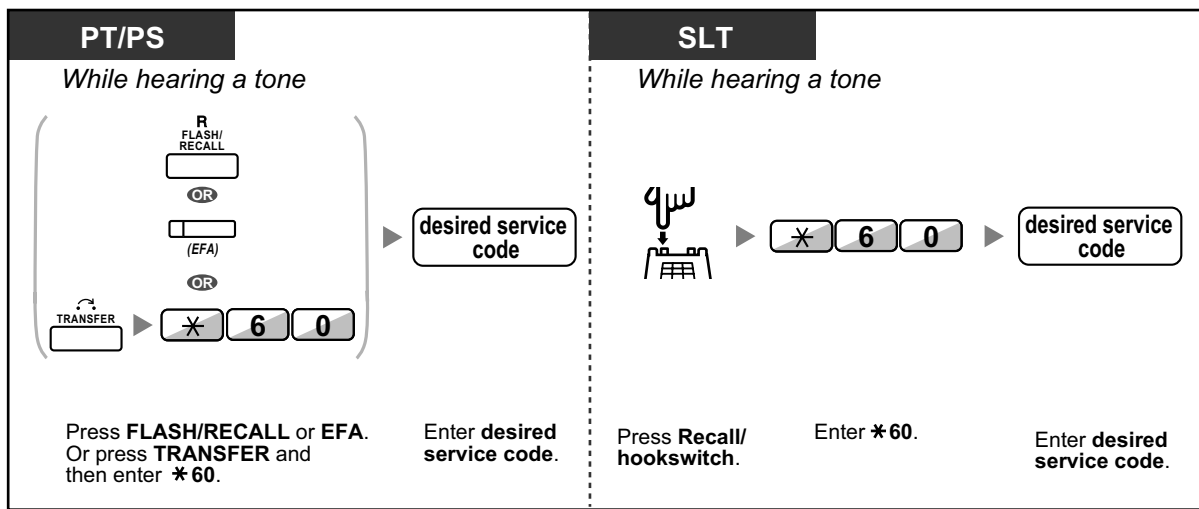 PT/PS
While hearing a tone
R
FLASH/
RECALL
OR
(EFA)
OR
TRANSFER
* 6 0
desired service
code
Press FLASH/RECALL or EFA.
Or press TRANSFER and
then enter *60.
Enter desired
service code.
SLT
While hearing a tone
* 6 0
desired service
code
Press Recall/
hookswitch.
Enter *60.
Enter desired
service code.